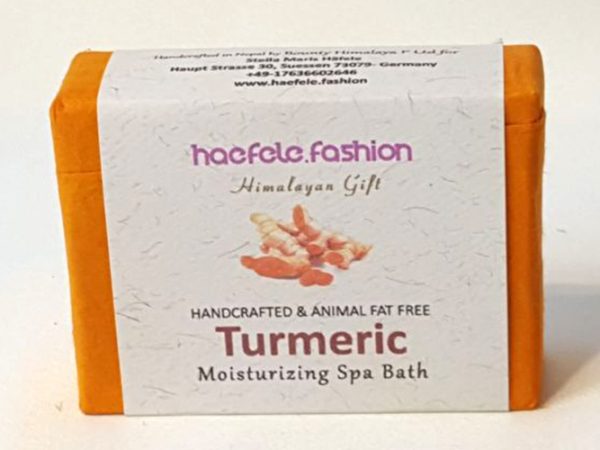 Handcrafted in Nepal by Bounty Himalaya P Ltd for
Stella Maris Häfele
Haupt Strasse 30, Suessen 73079- Germany
+49-17636602646
www.haefele.fashion
haefele.fashion
Himalayan Gift
HANDCRAFTED & ANIMAL FAT FREE
Turmeric
Moisturizing Spa Bath